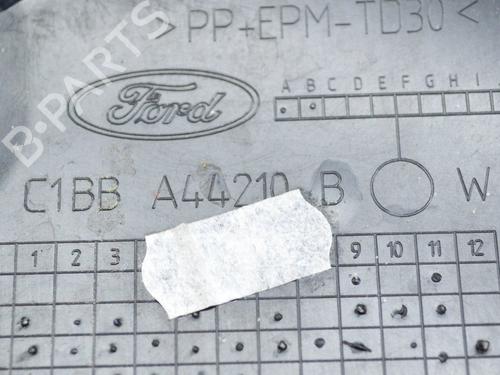 >PP+EPM-TD30<
B-PARTS
Ford
A B C D E F G H I
C1BB A44210 B W
1 2 3 9 10 11 12